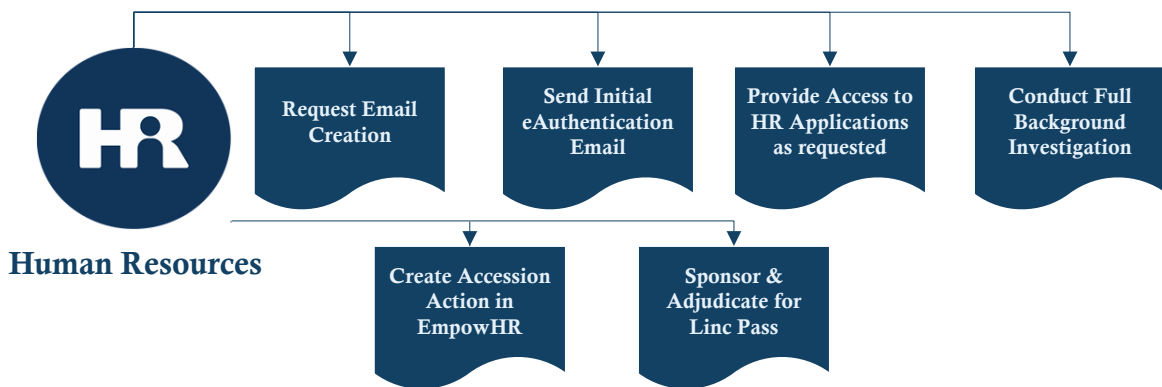 Request Email
Creation
Send Initial
eAuthentication
Email
Provide Access to
HR Applications
as requested
Conduct Full
Background
Investigation
HR
Human Resources
Create Accession
Action in
EmpowHR
Sponsor &
Adjudicate for
Linc Pass